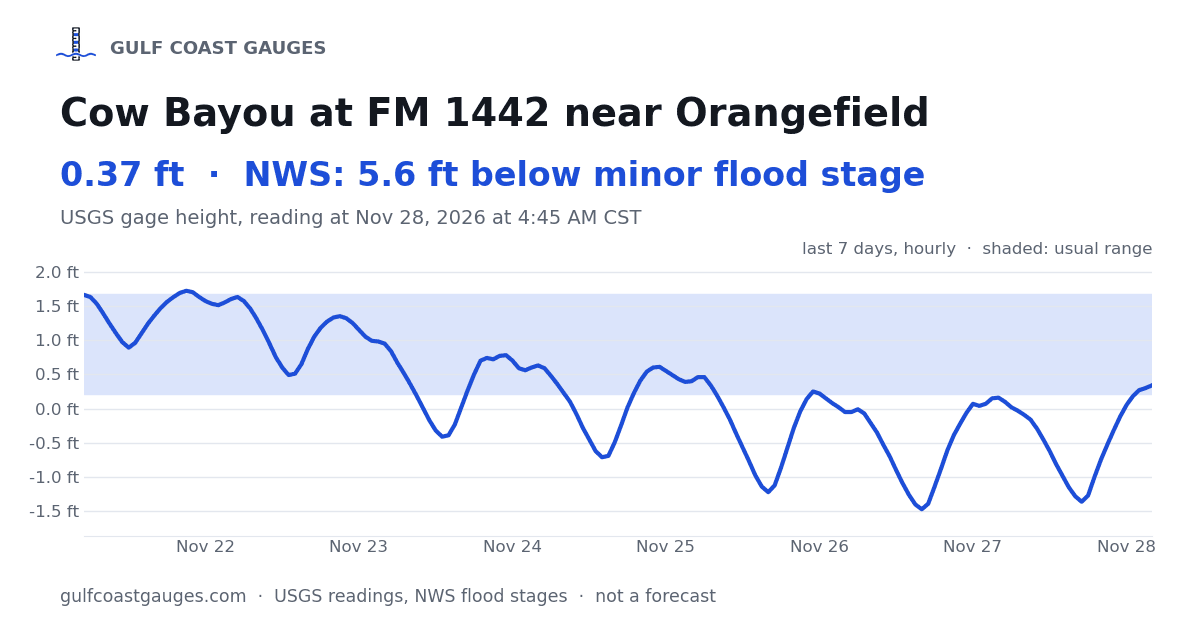 GULF COAST GAUGES
Cow Bayou at FM 1442 near Orangefield
0.37 ft · NWS: 5.6 ft below minor flood stage
USGS gage height, reading at Nov 28, 2026 at 4:45 AM CST
last 7 days, hourly · shaded: usual range
2.0 ft
1.5 ft
1.0 ft
0.5 ft
0.0 ft
-0.5 ft
-1.0 ft
-1.5 ft
Nov 22 Nov 23 Nov 24 Nov 25 Nov 26 Nov 27 Nov 28
gulfcoastgauges.com · USGS readings, NWS flood stages · not a forecast